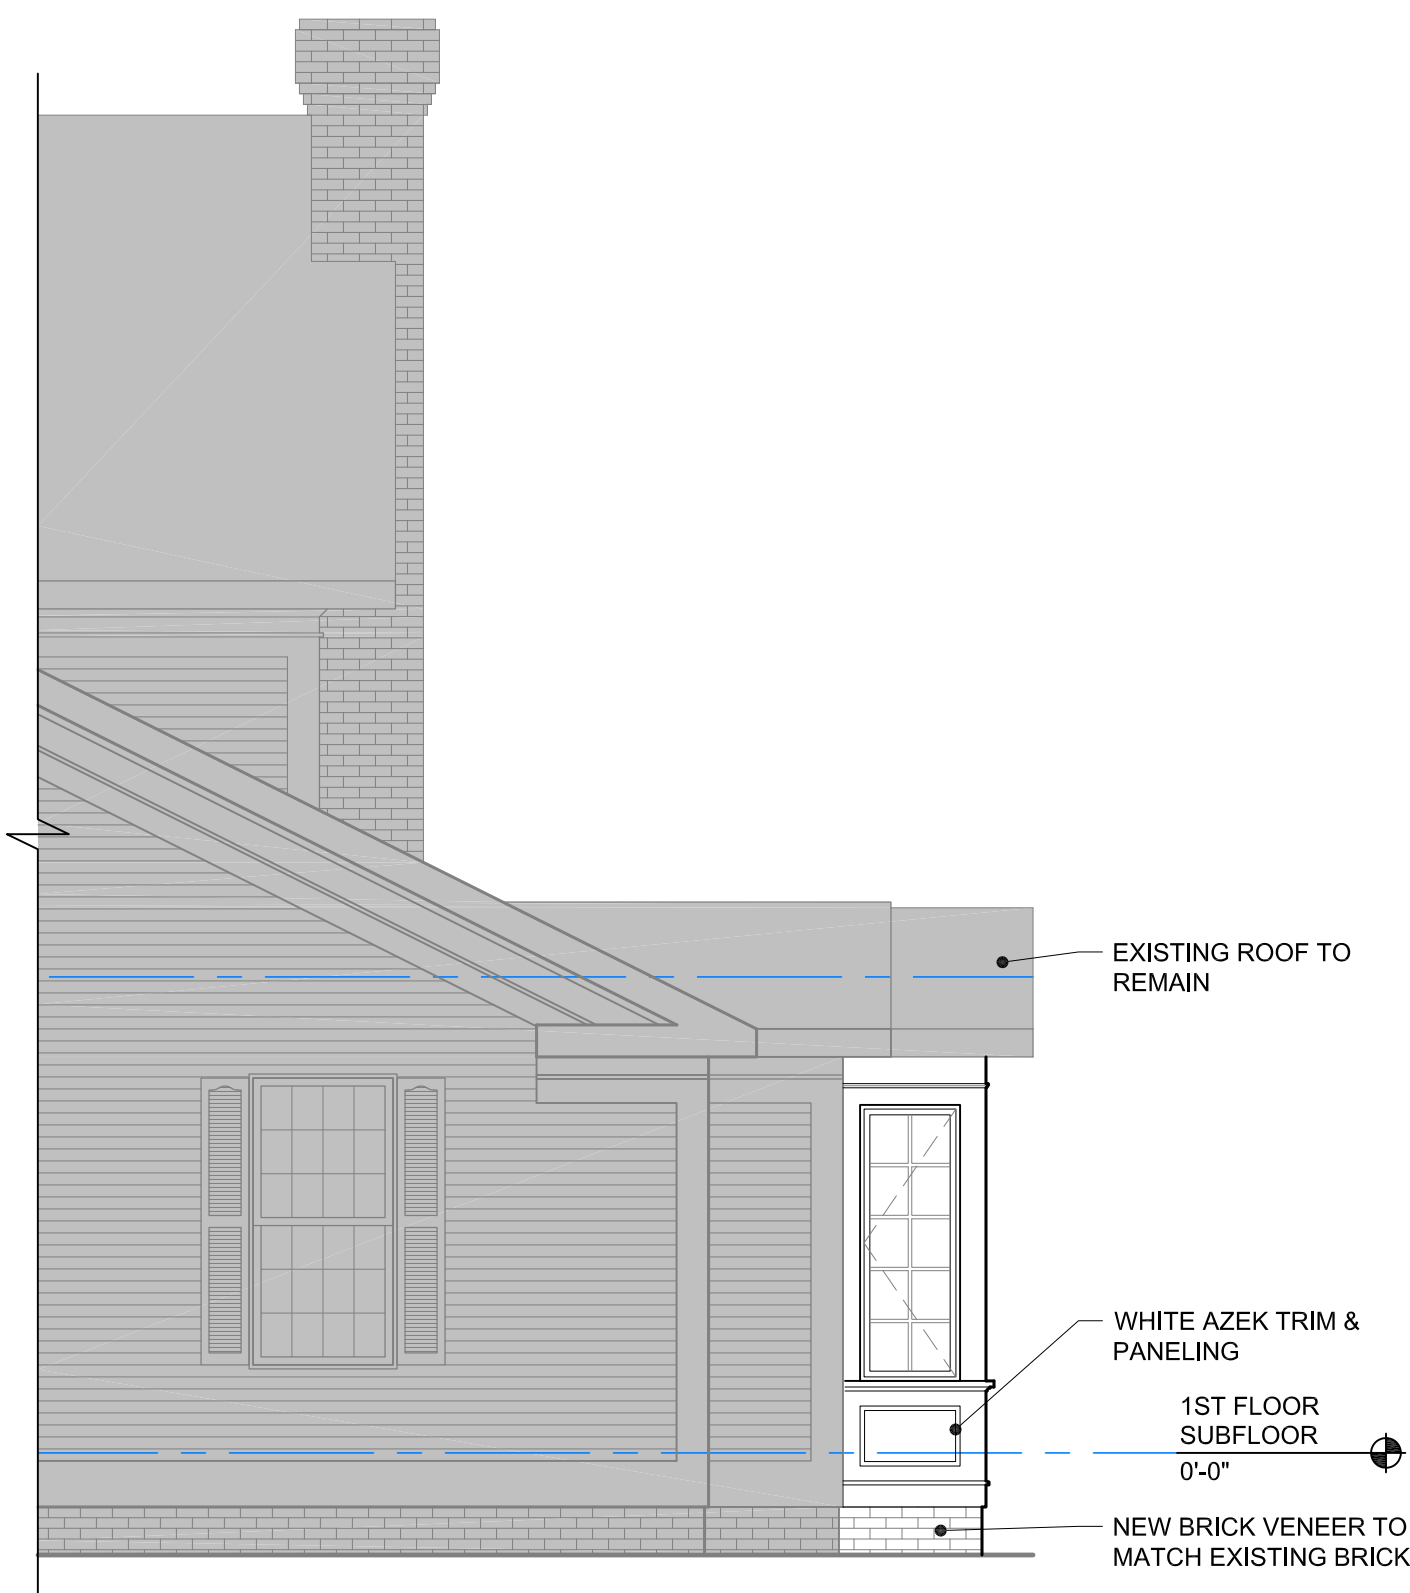 EXISTING ROOF TO
REMAIN
WHITE AZEK TRIM &
PANELING
1ST FLOOR
SUBFLOOR
0'-0"
NEW BRICK VENEER TO
MATCH EXISTING BRICK